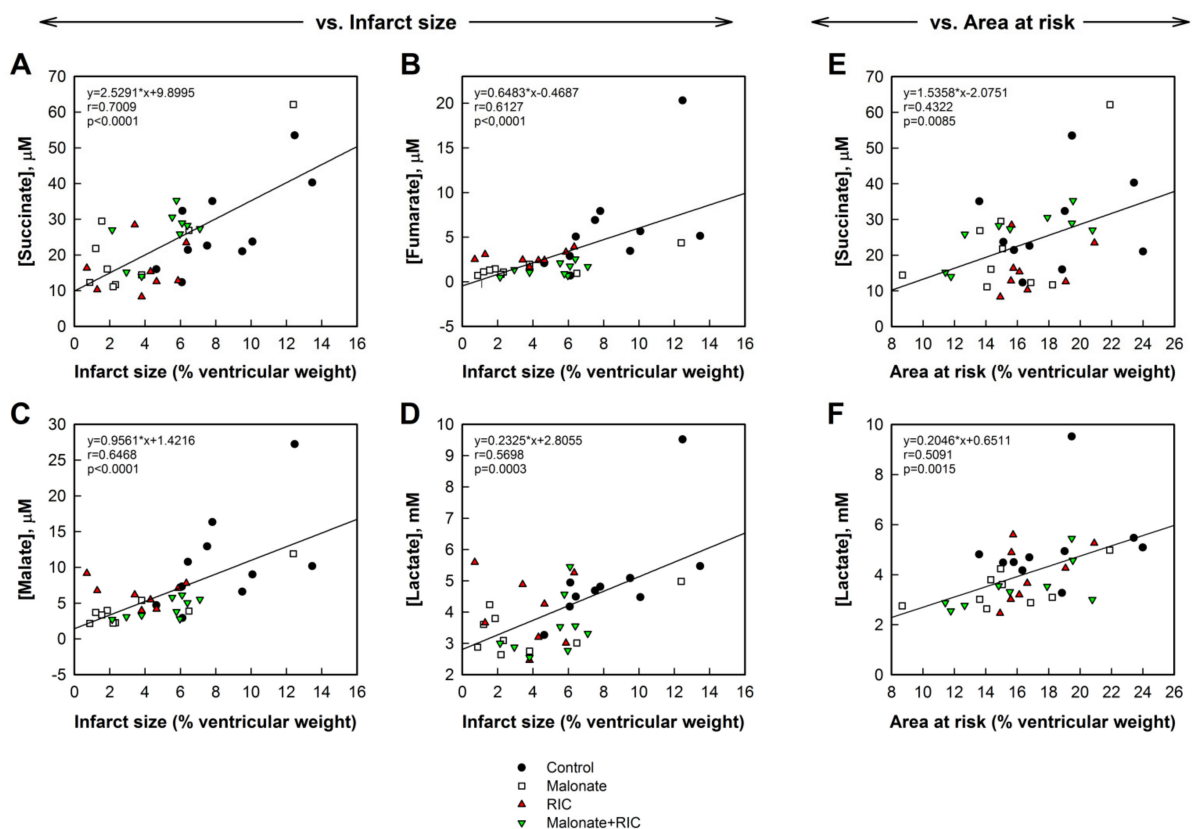 vs. Infarct size
vs. Area at risk
A
y=2.5291*x+9.8995
r=0.7009
p<0.0001
[Succinate], µM
70
60
50
40
30
20
10
0
0 2 4 6 8 10 12 14 16
Infarct size (% ventricular weight)
B
y=0.6483*x-0.4687
r=0.6127
p<0,0001
[Fumarate], µM
20
15
10
5
0
-5
0 2 4 6 8 10 12 14 16
Infarct size (% ventricular weight)
E
y=1.5358*x-2.0751
r=0.4322
p=0.0085
[Succinate], µM
70
60
50
40
30
20
10
0
8 10 12 14 16 18 20 22 24 26
Area at risk (% ventricular weight)
C
y=0.9561*x+1.4216
r=0.6468
p<0.0001
[Malate], µM
30
25
20
15
10
5
0
-5
0 2 4 6 8 10 12 14 16
Infarct size (% ventricular weight)
D
y=0.2325*x+2.8055
r=0.5698
p=0.0003
[Lactate], mM
10
9
8
7
6
5
4
3
2
0 2 4 6 8 10 12 14 16
Infarct size (% ventricular weight)
F
y=0.2046*x+0.6511
r=0.5091
p=0.0015
[Lactate], mM
10
8
6
4
2
0
8 10 12 14 16 18 20 22 24 26
Area at risk (% ventricular weight)
Control
Malonate
RIC
Malonate+RIC